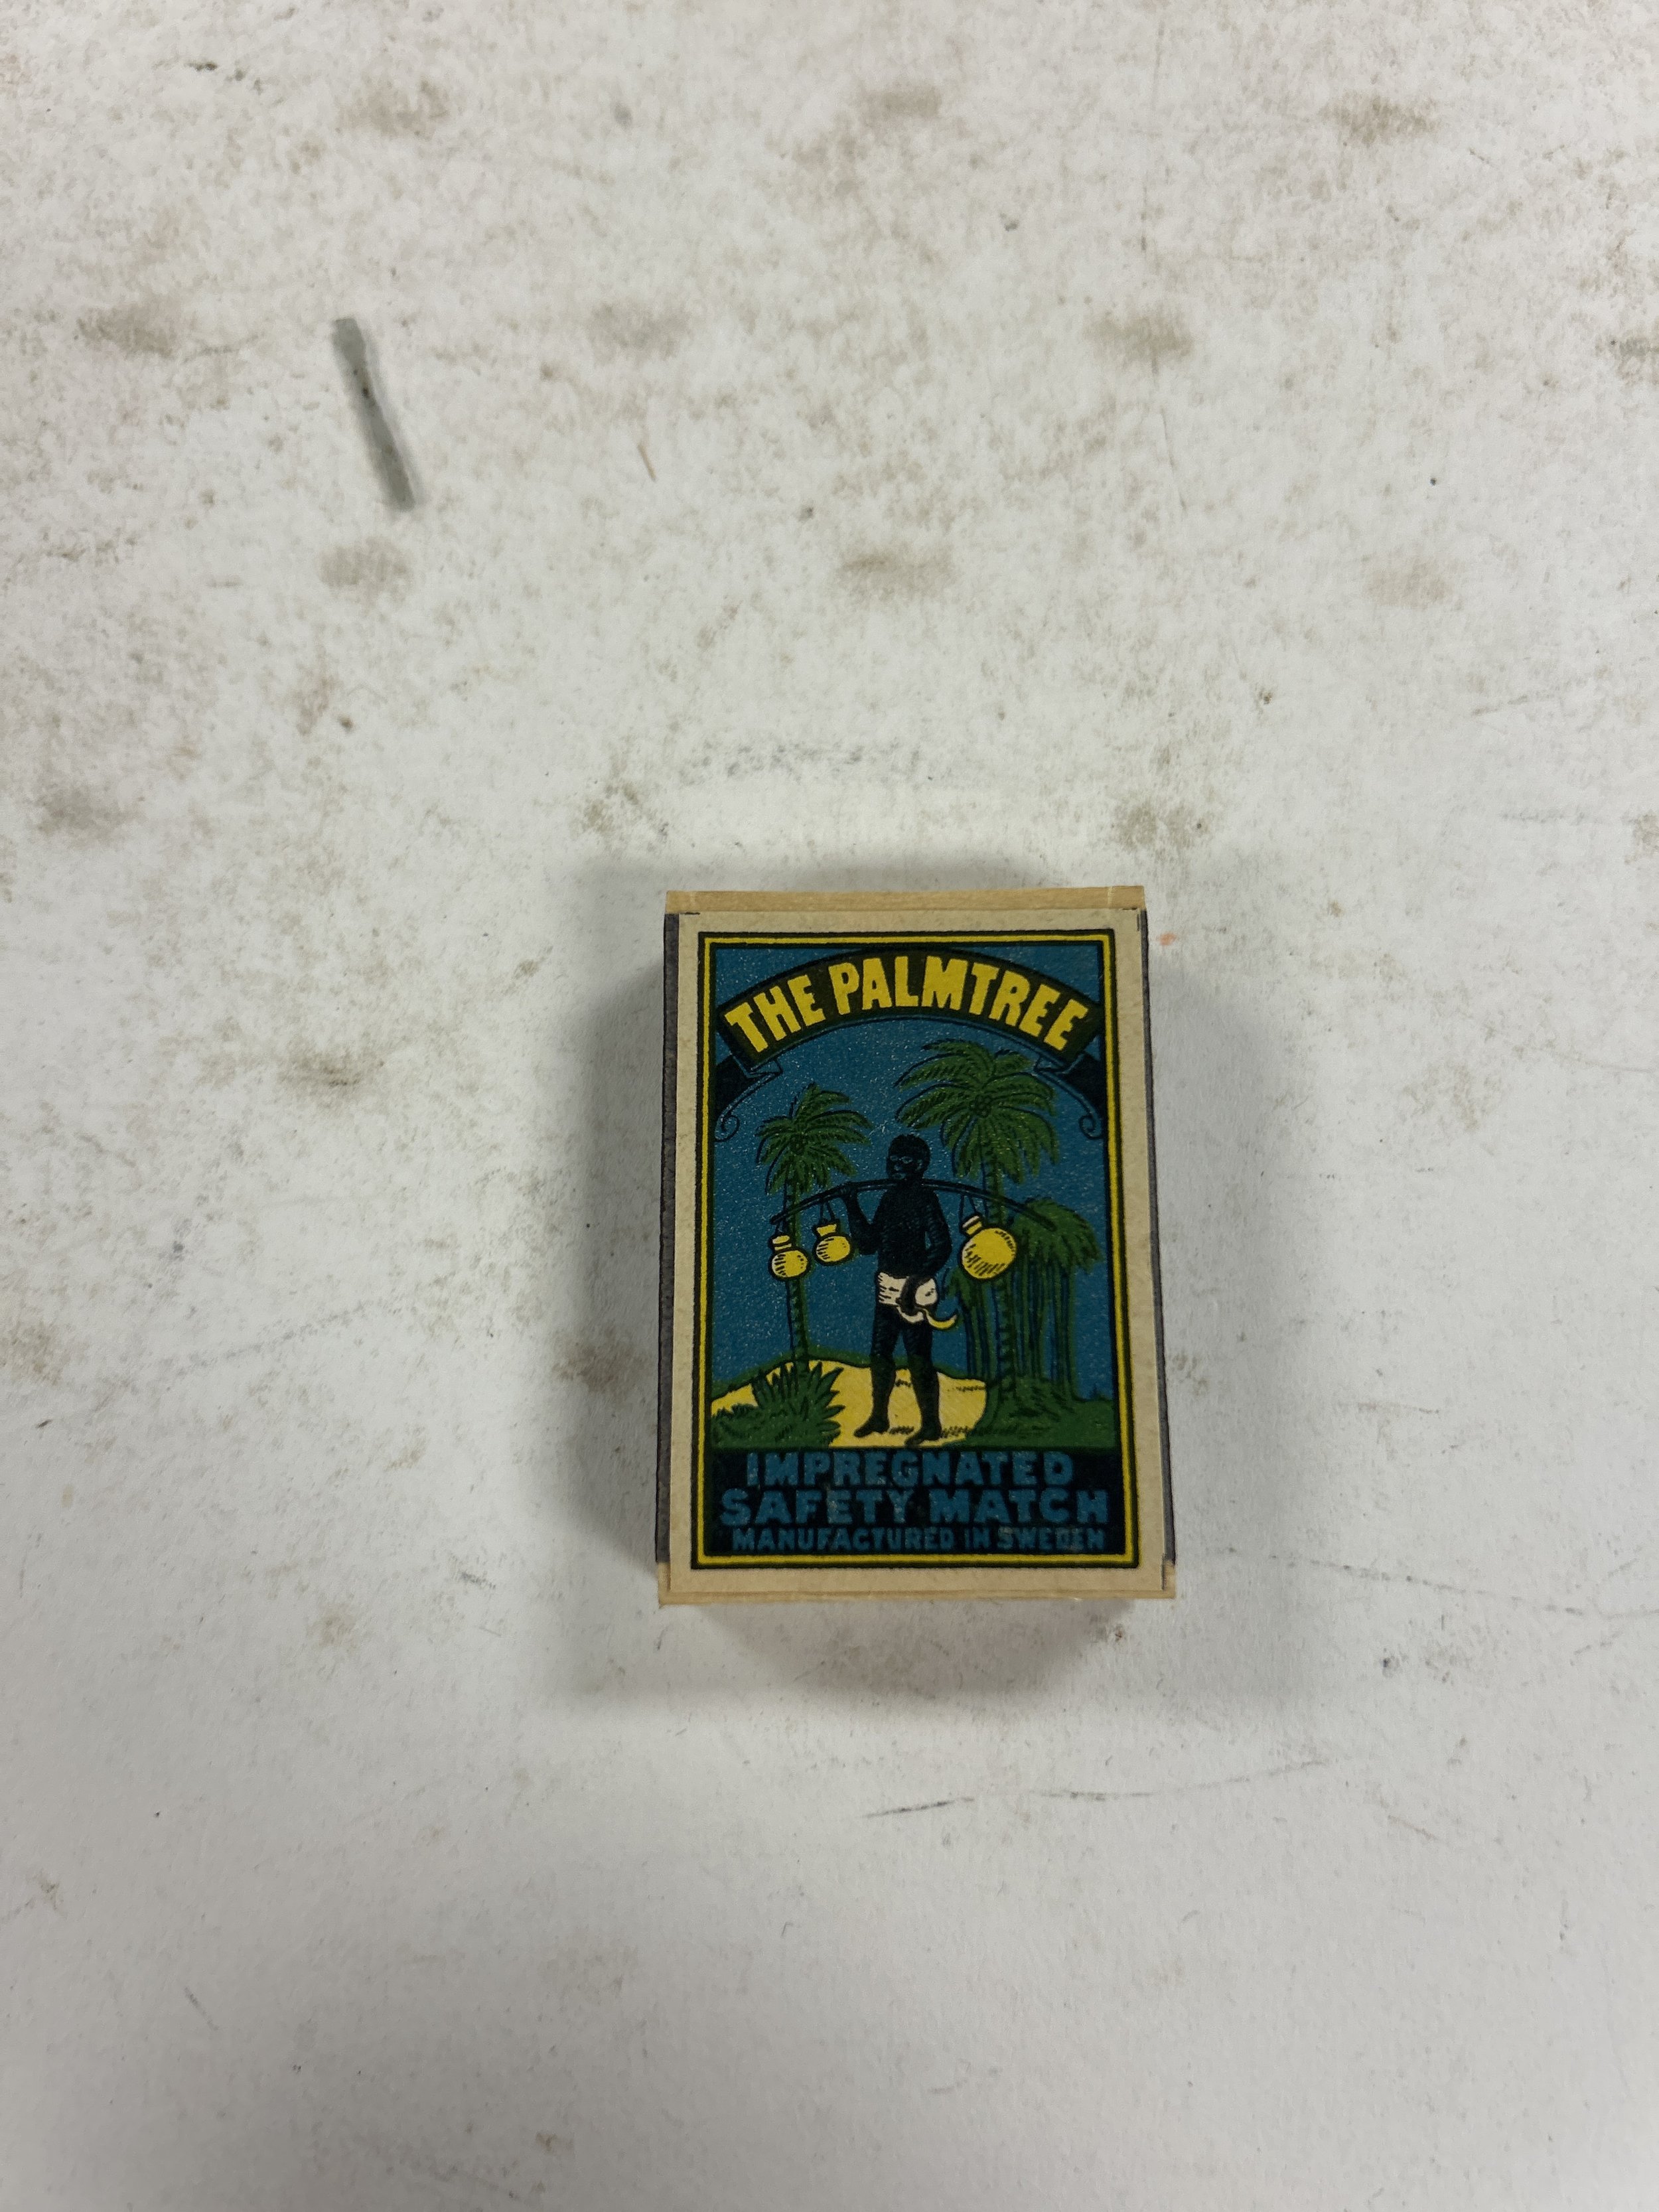 THE PALMTREE
IMPREGNATED
SAFETY MATCH
MANUFACTURED IN SWEDEN